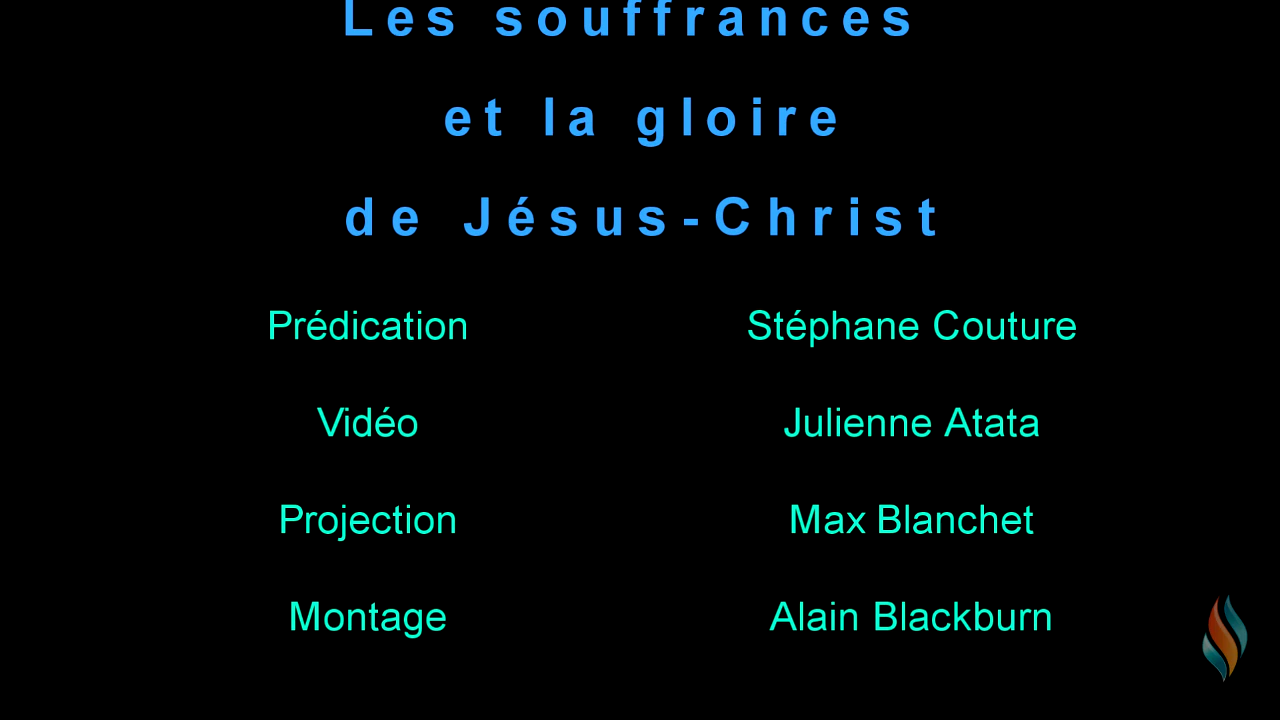 Les souffrances
et la gloire
de Jésus-Christ
Prédication Stéphane Couture
Vidéo Julienne Atata
Projection Max Blanchet
Montage Alain Blackburn